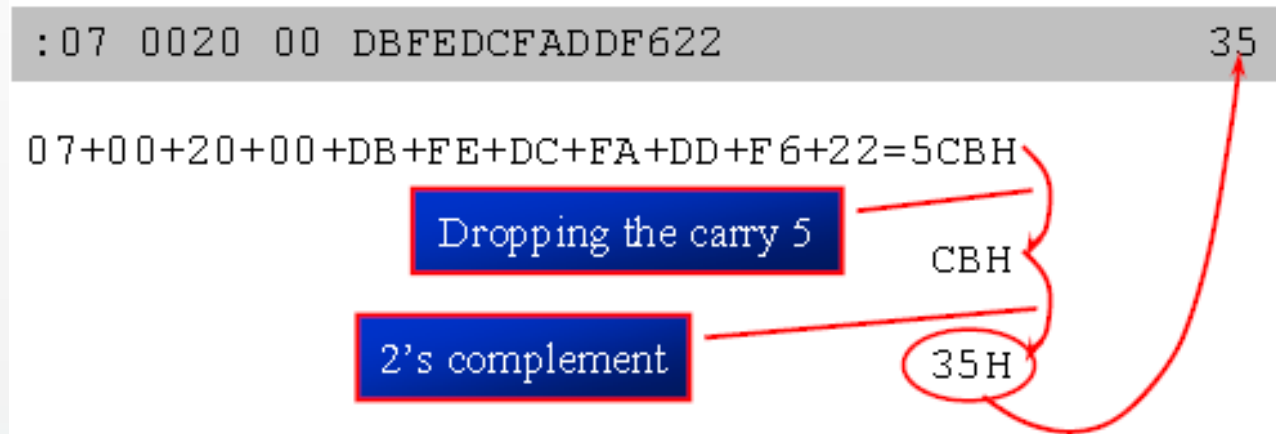 :07 0020 00 DBFEDCFADDF622 35
07+00+20+00+DB+FE+DC+FA+DD+F6+22=5CBH
Dropping the carry 5
CBH
2’s complement
35H